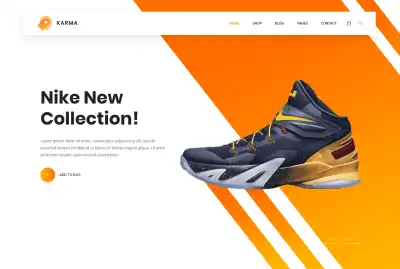 KARMA
HOME SHOP BLOG PAGES CONTACT
Nike New
Collection!
Lorem ipsum dolor sit amet, consectetur adipiscing elit, sed do
eiusmod tempor incididunt ut labore et dolore magna aliqua. Ut enim
ad minim veniam, quis nostrud exercitation.
ADD TO BAG